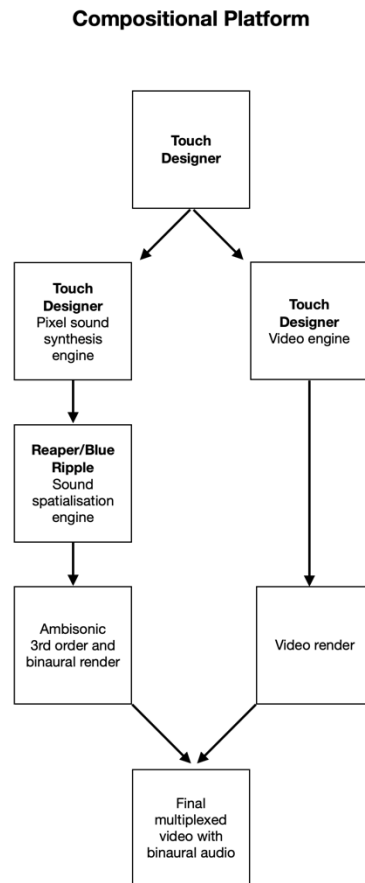 Compositional Platform
Touch
Designer
Touch
Designer
Pixel sound
synthesis
engine
Touch
Designer
Video engine
Reaper/Blue
Ripple
Sound
spatialisation
engine
Ambisonic
3rd order and
binaural render
Video render
Final
multiplexed
video with
binaural audio